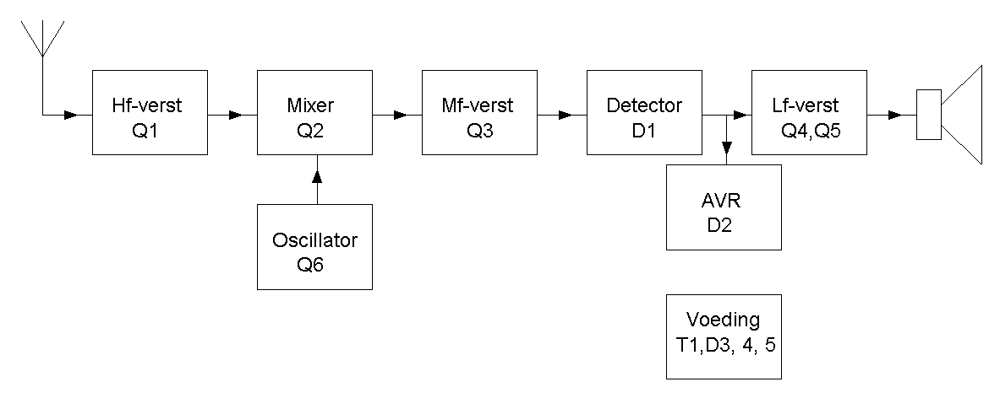 Hf-verst
Q1
Mixer
Q2
Mf-verst
Q3
Detector
D1
Lf-verst
Q4,Q5
Oscillator
Q6
AVR
D2
Voeding
T1,D3, 4, 5